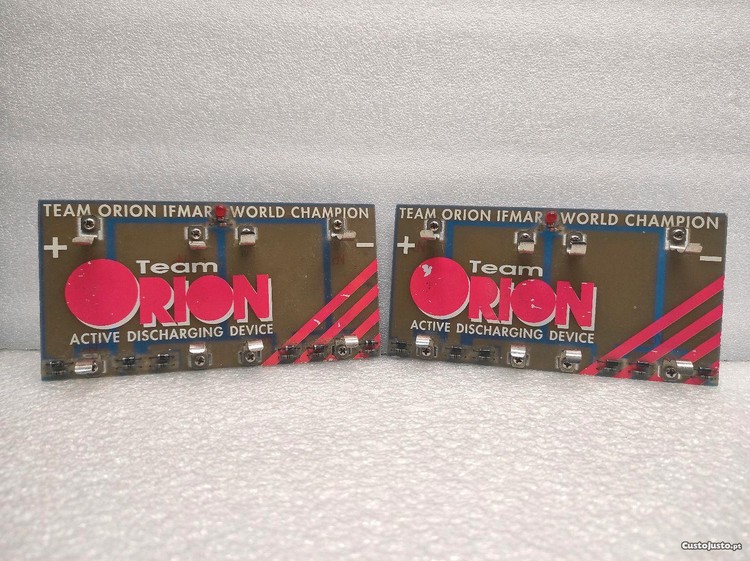 TEAM ORION IFMAR WORLD CHAMPION
+ −
Team
ORION
ACTIVE DISCHARGING DEVICE
TEAM ORION IFMAR WORLD CHAMPION
+ −
Team
ORION
ACTIVE DISCHARGING DEVICE
CustoJusto.pt